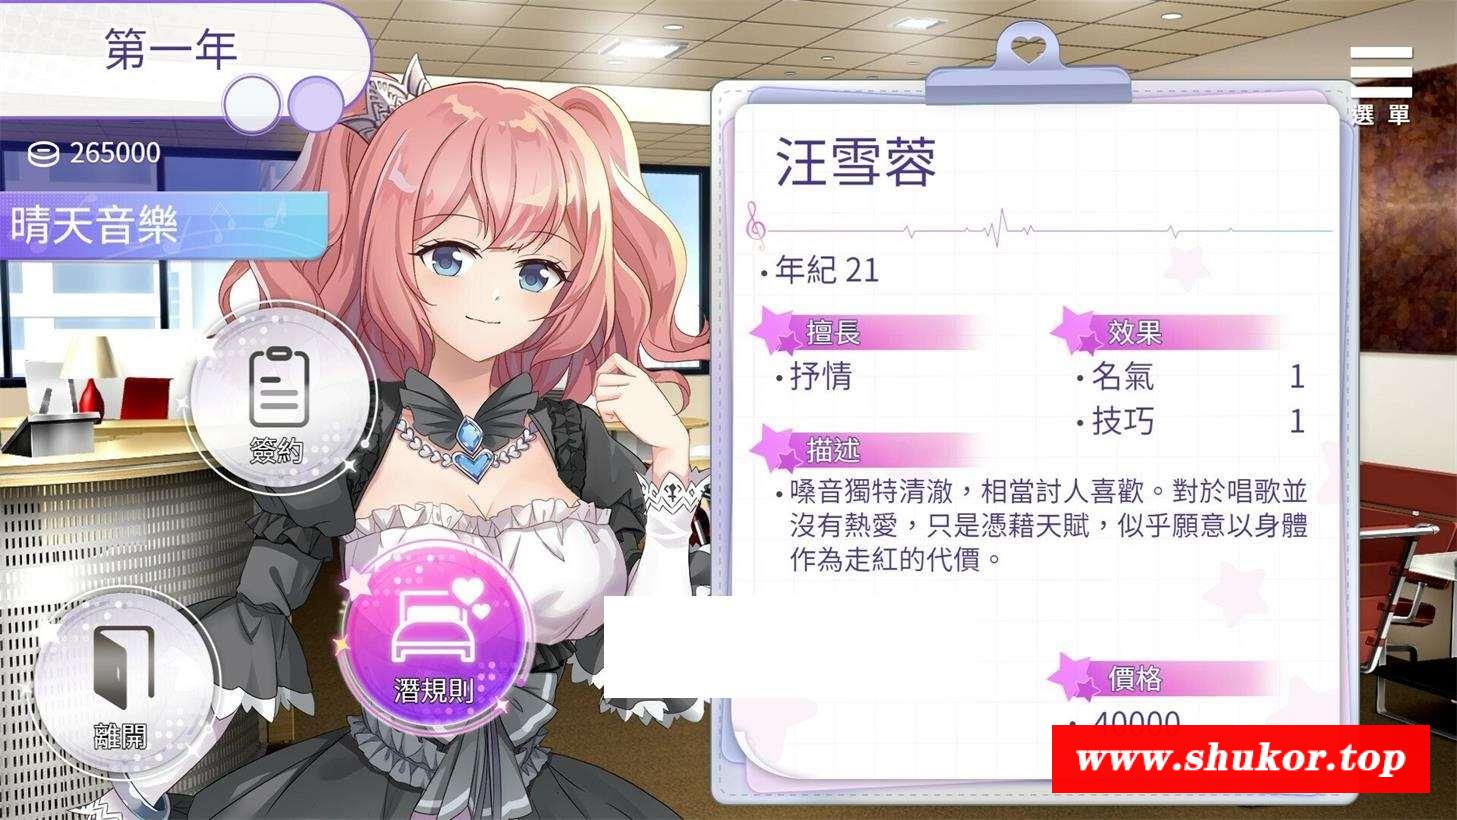 第一年
265000
晴天音樂
選單
汪雪蓉
•年紀 21
擅長
效果
•抒情
•名氣 1
•技巧 1
描述
•嗓音獨特清澈，相當討人喜歡。對於唱歌並
沒有熱愛，只是憑藉天賦，似乎願意以身體
作為走紅的代價。
價格
•40000
簽約
潛規則
離開
www.shukor.top